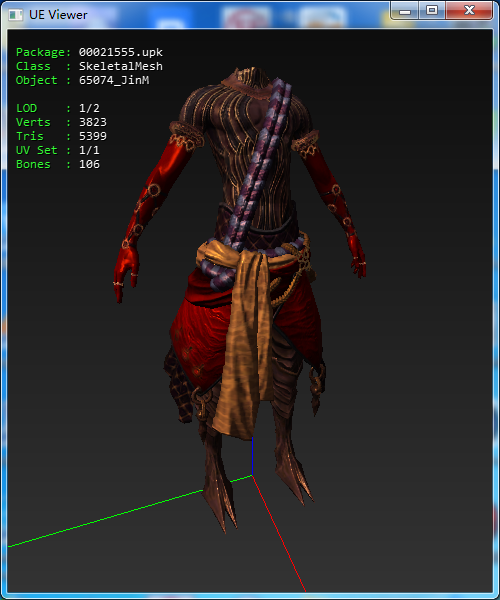 UE Viewer
Package: 00021555.upk
Class : SkeletalMesh
Object : 65074_JinM
LOD : 1/2
Verts : 3823
Tris : 5399
UV Set : 1/1
Bones : 106